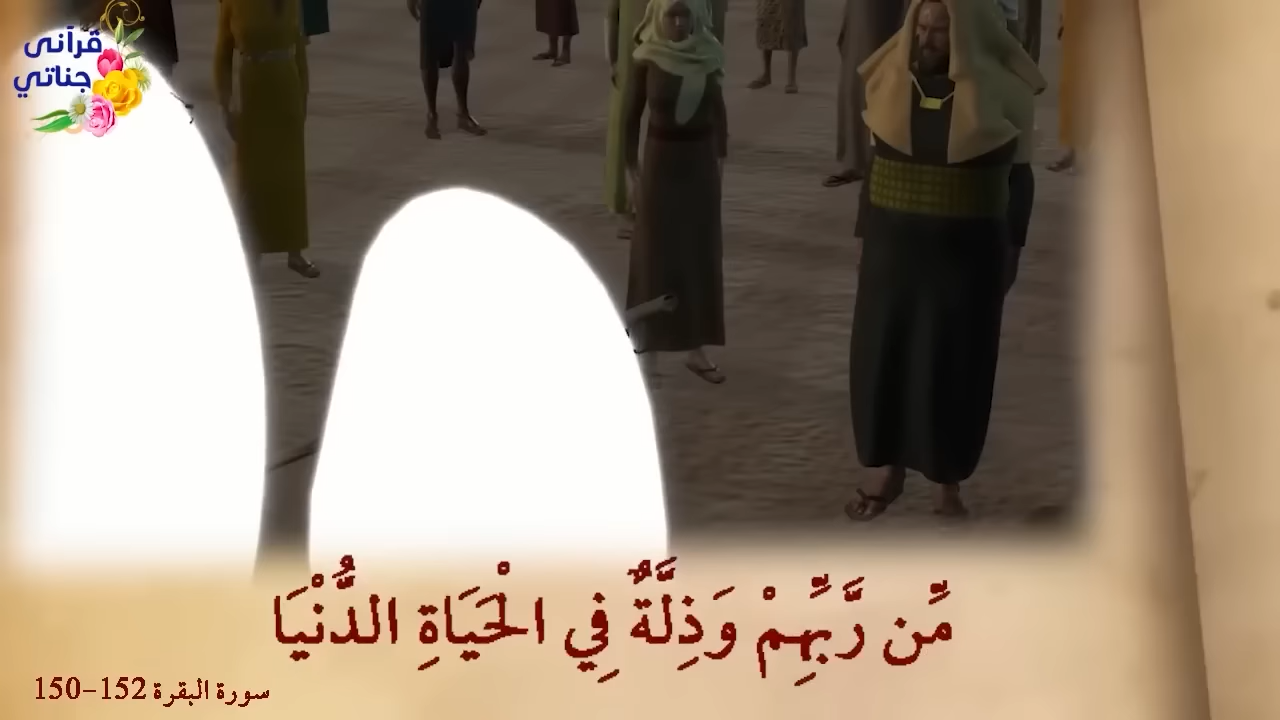 قرآنى
جناتي
مِّن رَّبِّهِمْ وَذِلَّةٌ فِي الْحَيَاةِ الدُّنْيَا
سورة البقرة 152-150